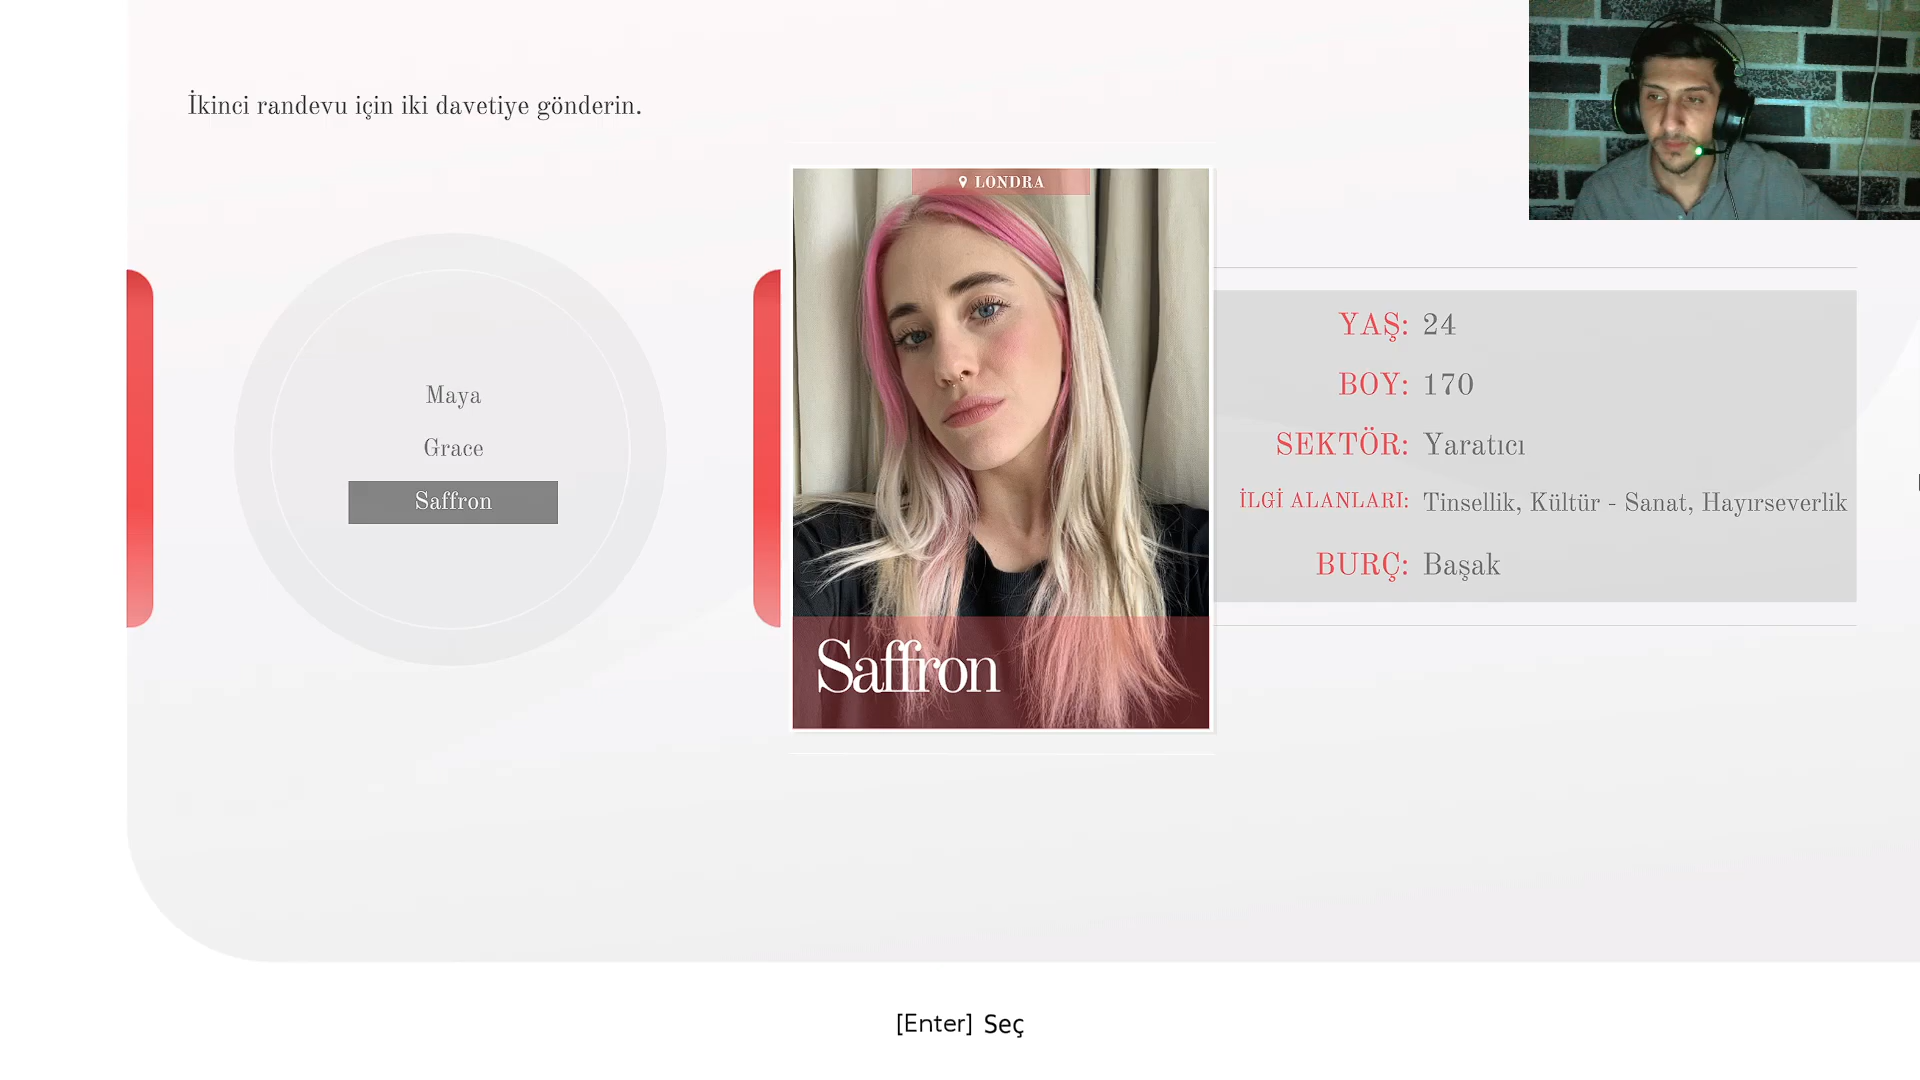 İkinci randevu için iki davetiye gönderin.
Maya
Grace
Saffron
LONDRA
Saffron
YAŞ: 24
BOY: 170
SEKTÖR: Yaratıcı
İLGİ ALANLARI: Tinsellik, Kültür - Sanat, Hayırseverlik
BURÇ: Başak
[Enter] Seç